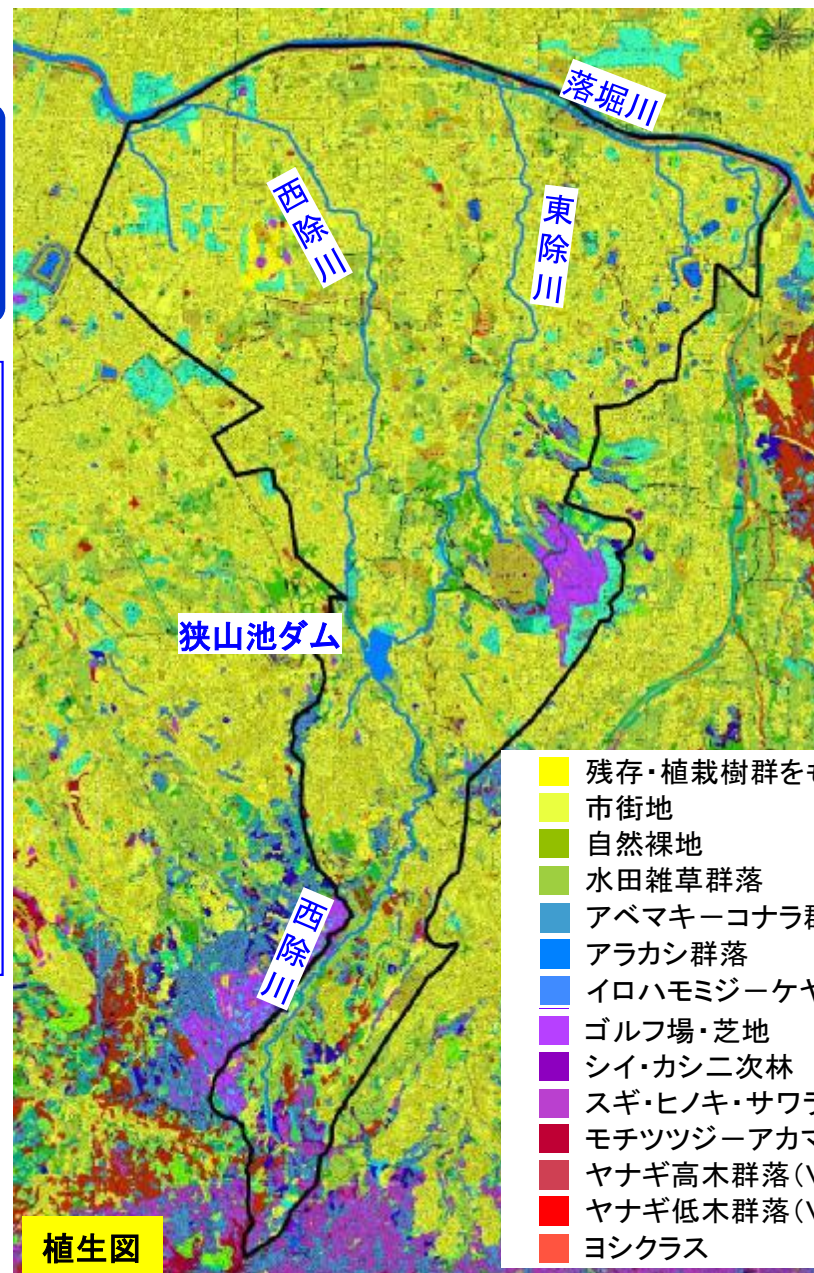 落堀川
西除川
東除川
狭山池ダム
西除川
残存・植栽樹群をも
市街地
自然裸地
水田雑草群落
アベマキーコナラ群
アラカシ群落
イロハモミジーケヤ
ゴルフ場・芝地
シイ・カシ二次林
スギ・ヒノキ・サワラ
モチツツジーアカマ
ヤナギ高木群落(V
ヤナギ低木群落(V
ヨシクラス
植生図